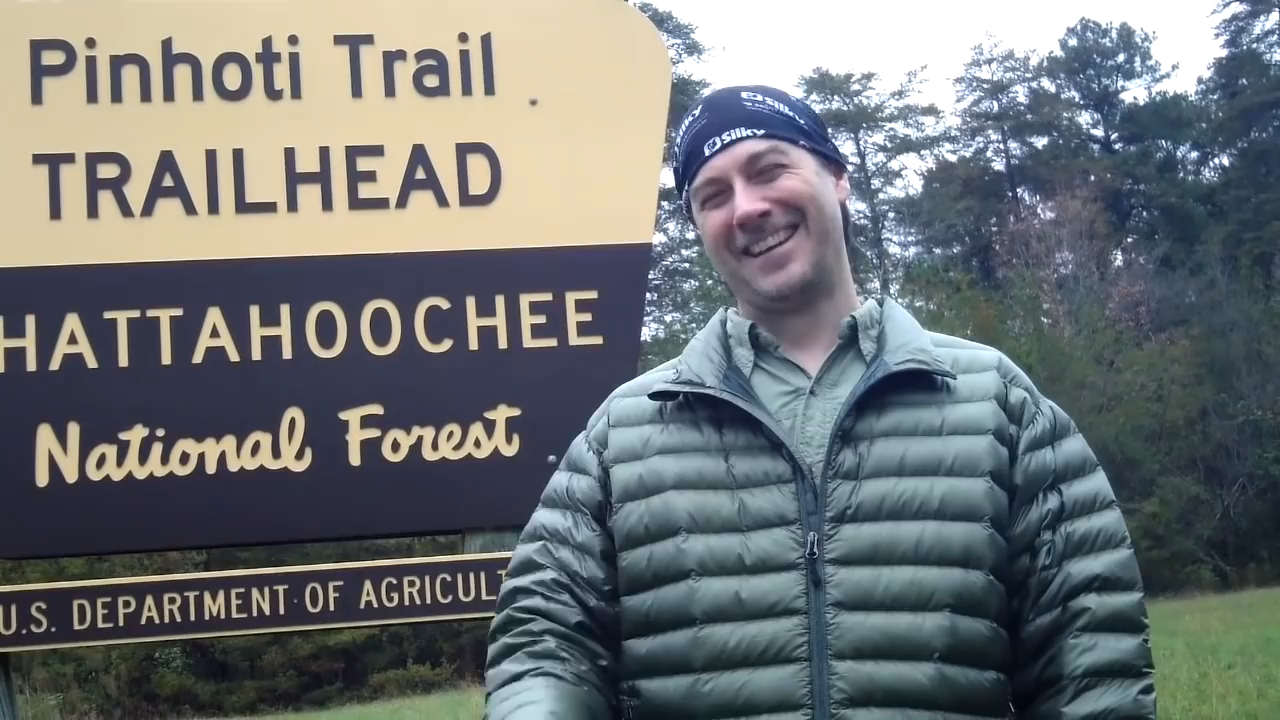 Pinhoti Trail
TRAILHEAD
HATTAHOOCHEE
National Forest
U.S. DEPARTMENT OF AGRICULT
Silky
Silky